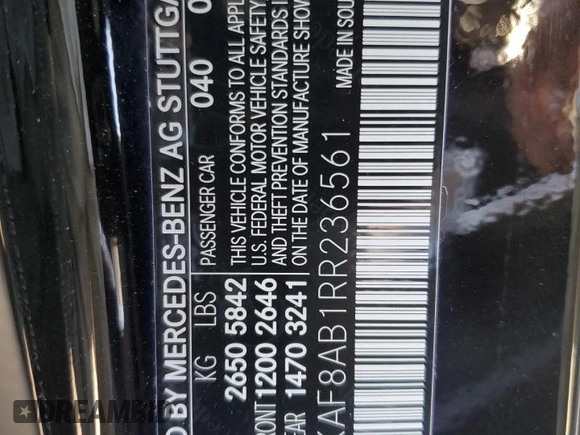 D BY MERCEDES-BENZ AG STUTTGA
040
KG LBS PASSENGER CAR
2650 5842
FRONT 1200 2646
EAR 1470 3241
THIS VEHICLE CONFORMS TO ALL APPL
U.S. FEDERAL MOTOR VEHICLE SAFETY
AND THEFT PREVENTION STANDARDS I
ON THE DATE OF MANUFACTURE SHOW
KAF8AB1RR236561
MADE IN SOU
DREAMBID